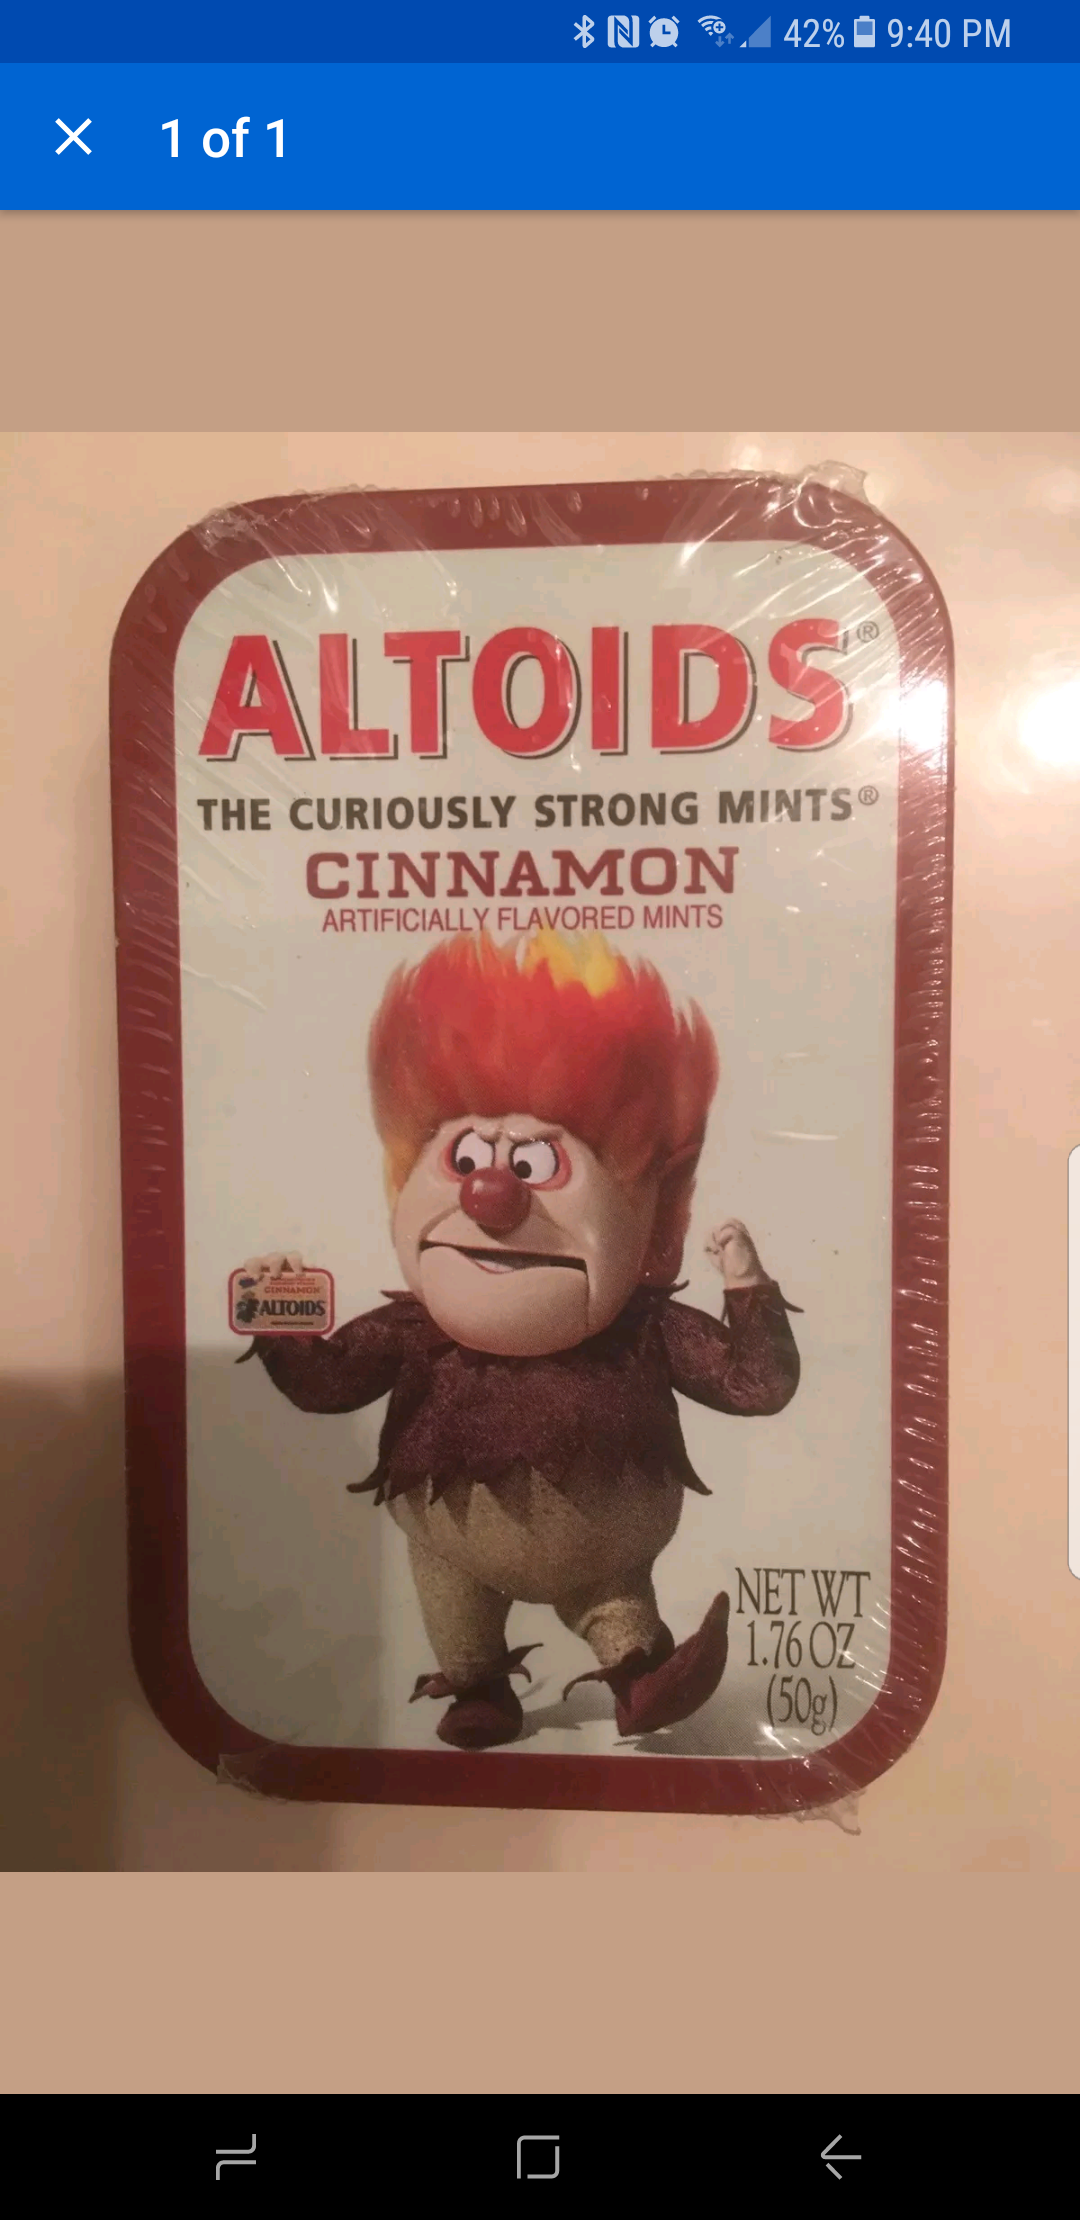 42% 9:40 PM
1 of 1
ALTOIDS®
THE CURIOUSLY STRONG MINTS®
CINNAMON
ARTIFICIALLY FLAVORED MINTS
CINNAMON
ALTOIDS
NET WT
1.76 OZ
(50g)